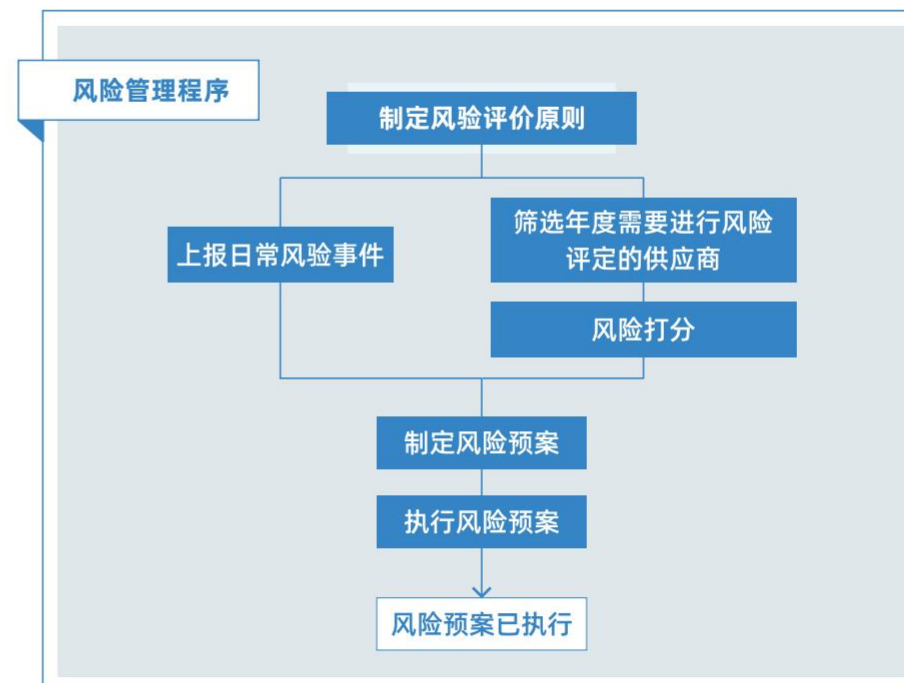 风险管理程序
制定风验评价原则
上报日常风验事件
筛选年度需要进行风险
评定的供应商
风险打分
制定风险预案
执行风险预案
风险预案已执行